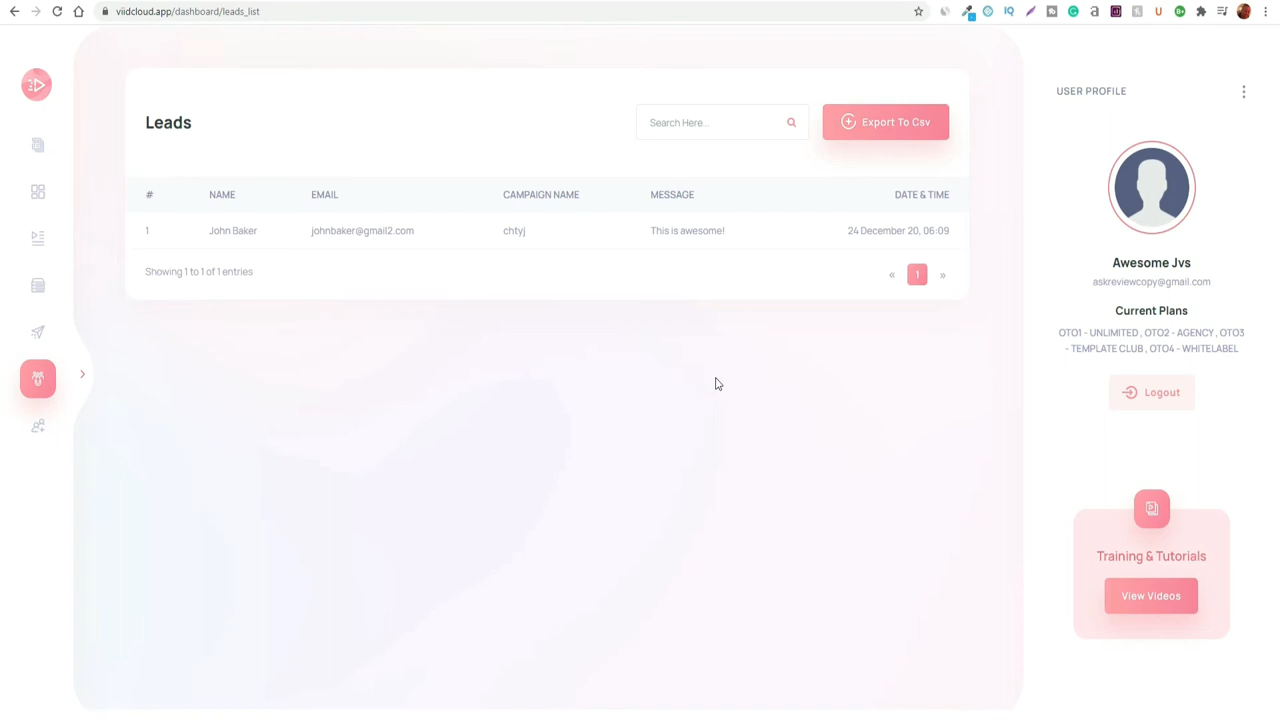 viidcloud.app/dashboard/leads_list
USER PROFILE
Leads
Search Here...
Export To Csv
# NAME EMAIL CAMPAIGN NAME MESSAGE DATE & TIME
1 John Baker johnbaker@gmail2.com chtyj This is awesome! 24 December 20, 06:09
Showing 1 to 1 of 1 entries
« 1 »
Awesome Jvs
askreviewcopy@gmail.com
Current Plans
OTO1 - UNLIMITED , OTO2 - AGENCY , OTO3
- TEMPLATE CLUB , OTO4 - WHITELABEL
Logout
Training & Tutorials
View Videos